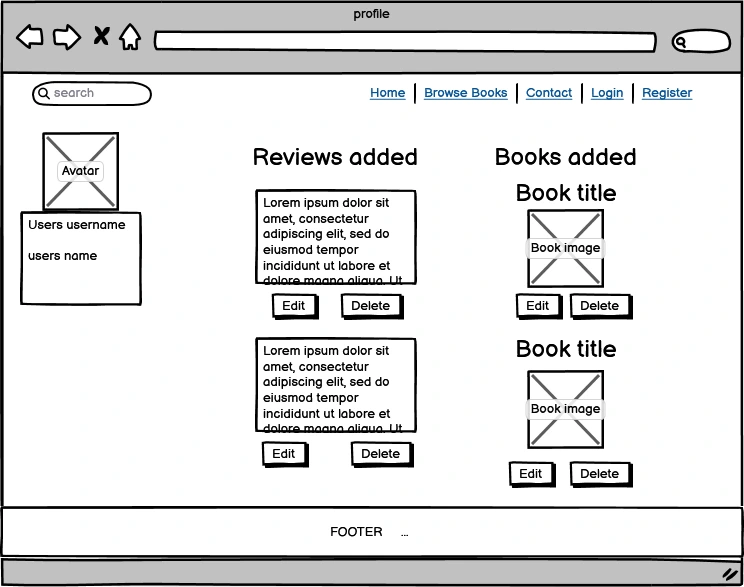 profile
search
Home
Browse Books
Contact
Login
Register
Avatar
Users username
users name
Reviews added
Lorem ipsum dolor sit
amet, consectetur
adipiscing elit, sed do
eiusmod tempor
incididunt ut labore et
dolore magna aliqua. Ut
Edit
Delete
Lorem ipsum dolor sit
amet, consectetur
adipiscing elit, sed do
eiusmod tempor
incididunt ut labore et
dolore magna aliqua. Ut
Edit
Delete
Books added
Book title
Book image
Edit
Delete
Book title
Book image
Edit
Delete
FOOTER ...